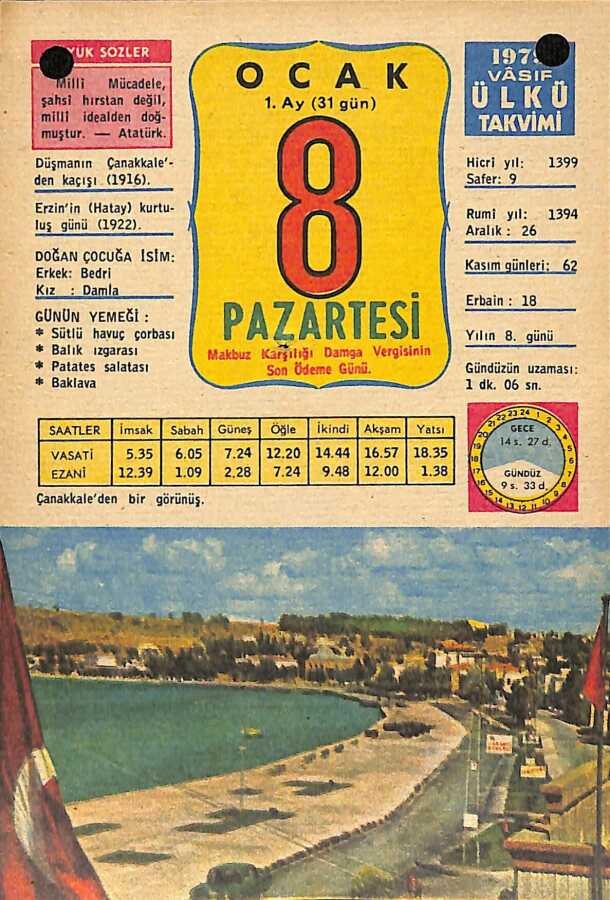 YÜK SÖZLER
Milli Mücadele,
şahsi hırstan değil,
milli idealden doğ-
muştur. — Atatürk.
Düşmanın Çanakkale'-
den kaçışı (1916).
Erzin'in (Hatay) kurtu-
luş günü (1922).
DOĞAN ÇOCUĞA İSİM:
Erkek: Bedri
Kız : Damla
GÜNÜN YEMEĞİ :
* Sütlü havuç çorbası
* Balık ızgarası
* Patates salatası
* Baklava
OCAK
1. Ay (31 gün)
8
PAZARTESİ
Makbuz Karşılığı Damga Vergisinin
Son Ödeme Günü.
197
VÂSIF
ÜLKÜ
TAKVİMİ
Hicri yıl: 1399
Safer: 9
Rumi yıl: 1394
Aralık : 26
Kasım günleri: 62
Erbain : 18
Yılın 8. günü
Gündüzün uzaması:
1 dk. 06 sn.
SAATLER İmsak Sabah Güneş Öğle İkindi Akşam Yatsı
VASATİ 5.35 6.05 7.24 12.20 14.44 16.57 18.35
EZANİ 12.39 1.09 2.28 7.24 9.48 12.00 1.38
GECE
14 s. 27 d.
GÜNDÜZ
9 s. 33 d.
Çanakkale'den bir görünüş.